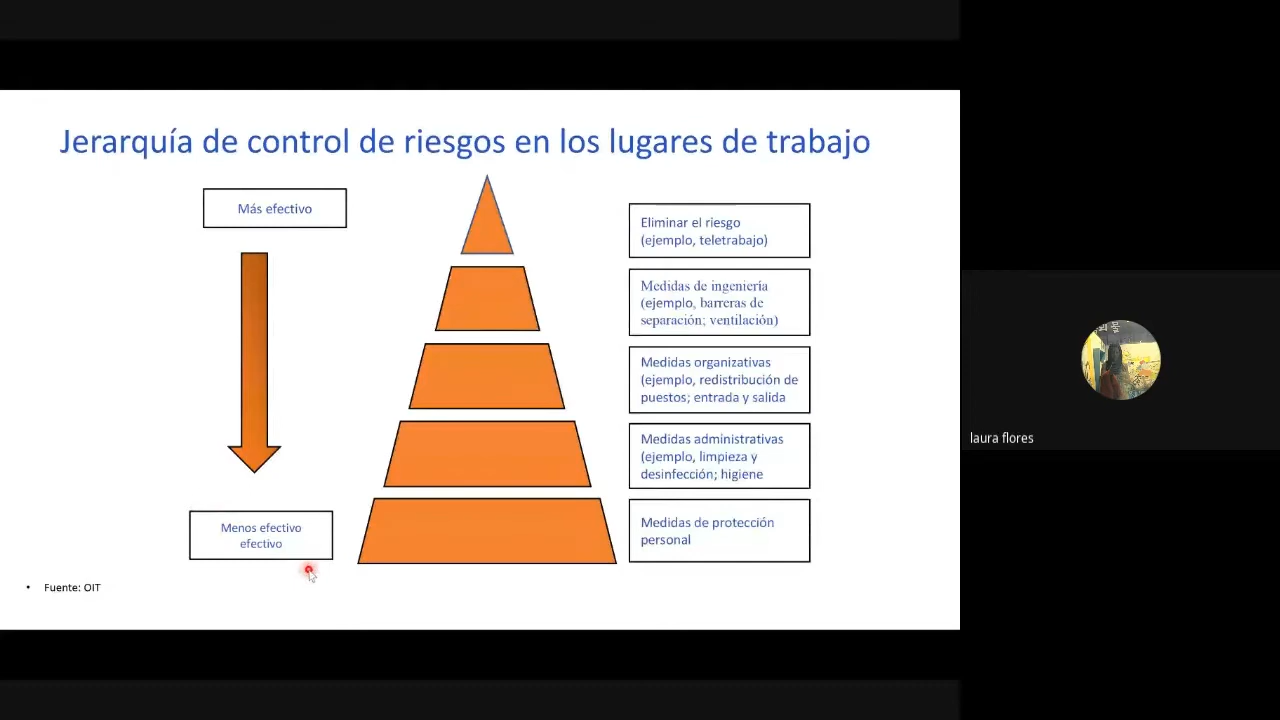 Jerarquía de control de riesgos en los lugares de trabajo
Más efectivo
Eliminar el riesgo
(ejemplo, teletrabajo)
Medidas de ingeniería
(ejemplo, barreras de
separación; ventilación)
Medidas organizativas
(ejemplo, redistribución de
puestos; entrada y salida
Medidas administrativas
(ejemplo, limpieza y
desinfección; higiene
Menos efectivo
efectivo
Medidas de protección
personal
• Fuente: OIT
laura flores